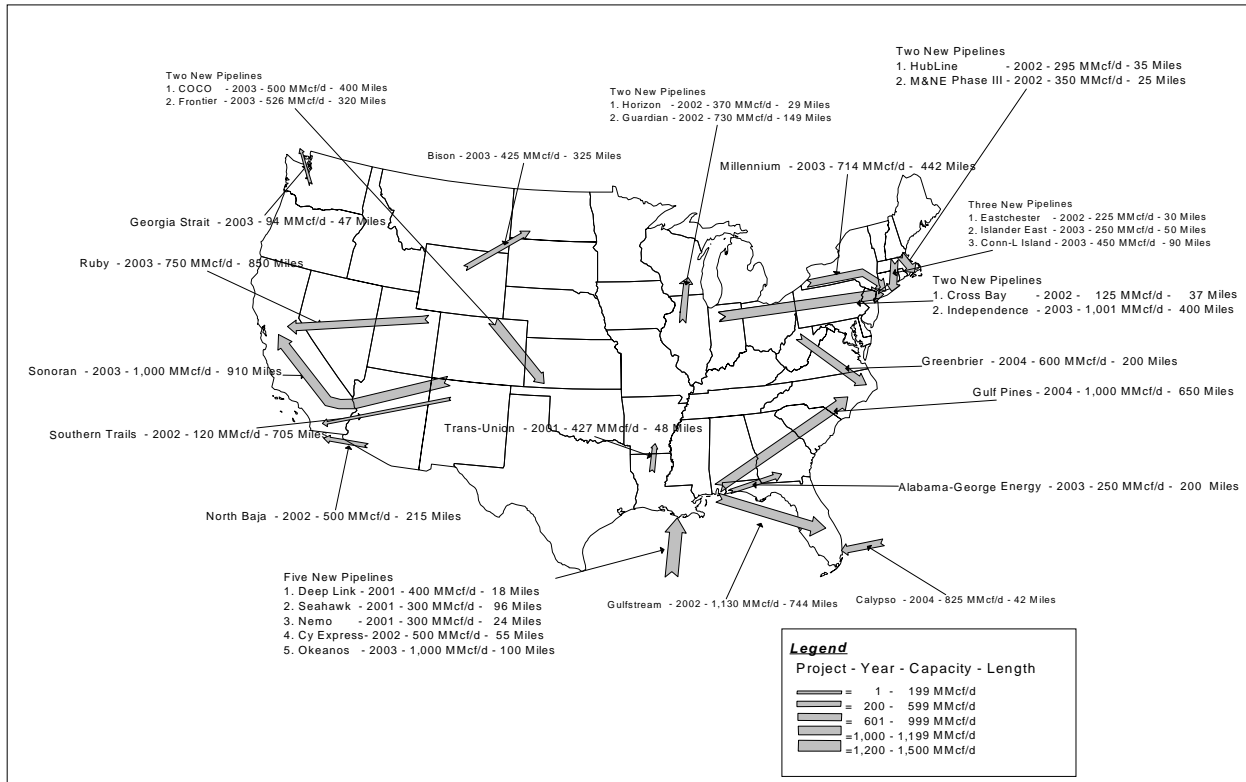 Two New Pipelines
1. HubLine - 2002 - 295 MMcf/d - 35 Miles
2. M&NE Phase III - 2002 - 350 MMcf/d - 25 Miles
Two New Pipelines
1. COCO - 2003 - 500 MMcf/d - 400 Miles
2. Frontier - 2003 - 526 MMcf/d - 320 Miles
Two New Pipelines
1. Horizon - 2002 - 370 MMcf/d - 29 Miles
2. Guardian - 2002 - 730 MMcf/d - 149 Miles
Bison - 2003 - 425 MMcf/d - 325 Miles
Millennium - 2003 - 714 MMcf/d - 442 Miles
Three New Pipelines
1. Eastchester - 2002 - 225 MMcf/d - 30 Miles
2. Islander East - 2003 - 250 MMcf/d - 50 Miles
3. Conn-L Island - 2003 - 450 MMcf/d - 90 Miles
Georgia Strait - 2003 - 94 MMcf/d - 47 Miles
Ruby - 2003 - 750 MMcf/d - 850 Miles
Two New Pipelines
1. Cross Bay - 2002 - 125 MMcf/d - 37 Miles
2. Independence - 2003 - 1,001 MMcf/d - 400 Miles
Greenbrier - 2004 - 600 MMcf/d - 200 Miles
Sonoran - 2003 - 1,000 MMcf/d - 910 Miles
Gulf Pines - 2004 - 1,000 MMcf/d - 650 Miles
Southern Trails - 2002 - 120 MMcf/d - 705 Miles
Trans-Union - 2001 - 427 MMcf/d - 48 Miles
Alabama-George Energy - 2003 - 250 MMcf/d - 200 Miles
North Baja - 2002 - 500 MMcf/d - 215 Miles
Five New Pipelines
1. Deep Link - 2001 - 400 MMcf/d - 18 Miles
2. Seahawk - 2001 - 300 MMcf/d - 96 Miles
3. Nemo - 2001 - 300 MMcf/d - 24 Miles
4. Cy Express- 2002 - 500 MMcf/d - 55 Miles
5. Okeanos - 2003 - 1,000 MMcf/d - 100 Miles
Gulfstream - 2002 - 1,130 MMcf/d - 744 Miles
Calypso - 2004 - 825 MMcf/d - 42 Miles
Legend
Project - Year - Capacity - Length
= 1 - 199 MMcf/d
= 200 - 599 MMcf/d
= 601 - 999 MMcf/d
=1,000 - 1,199 MMcf/d
=1,200 - 1,500 MMcf/d